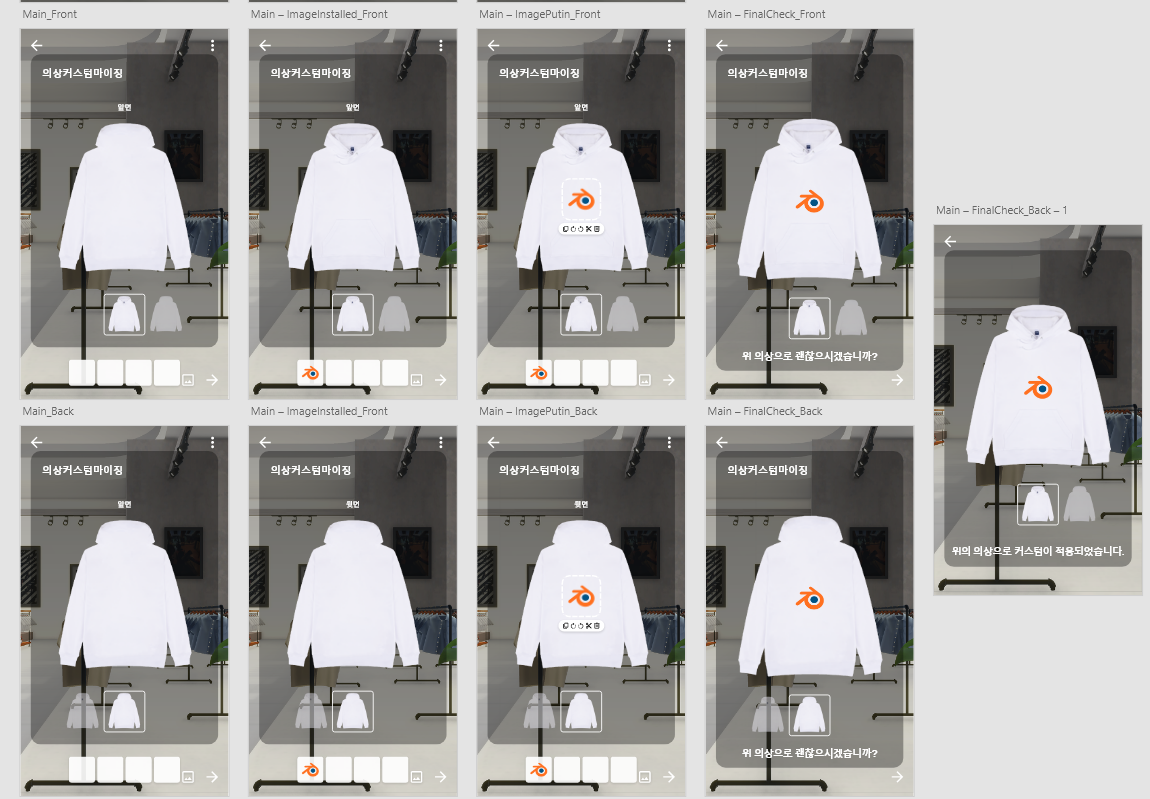 Main_Front
Main – ImageInstalled_Front
Main – ImagePutin_Front
Main – FinalCheck_Front
의상커스텀마이징
의상커스텀마이징
의상커스텀마이징
의상커스텀마이징
앞면
앞면
앞면
위 의상으로 괜찮으시겠습니까?
Main – FinalCheck_Back – 1
위의 의상으로 커스텀이 적용되었습니다.
Main_Back
Main – ImageInstalled_Front
Main – ImagePutin_Back
Main – FinalCheck_Back
의상커스텀마이징
의상커스텀마이징
의상커스텀마이징
의상커스텀마이징
앞면
뒷면
뒷면
위 의상으로 괜찮으시겠습니까?